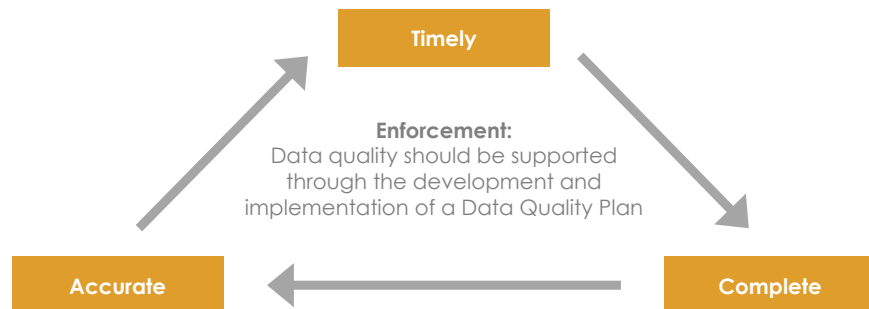 Timely
Enforcement:
Data quality should be supported
through the development and
implementation of a Data Quality Plan
Accurate
Complete